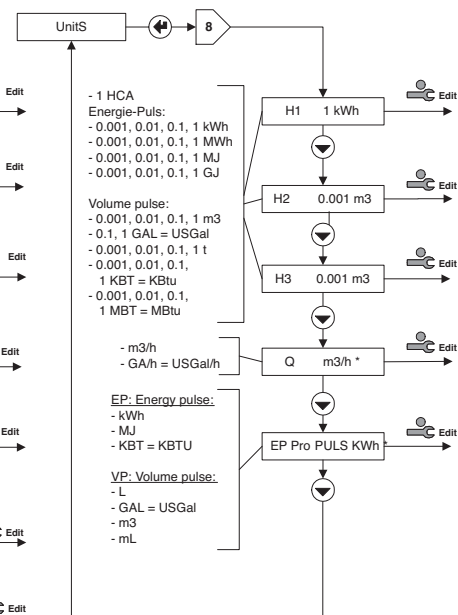 UnitS
8
Edit
Edit
Edit
Edit
Edit
Edit
Edit
- 1 HCA
Energie-Puls:
- 0.001, 0.01, 0.1, 1 kWh
- 0.001, 0.01, 0.1, 1 MWh
- 0.001, 0.01, 0.1, 1 MJ
- 0.001, 0.01, 0.1, 1 GJ
Volume pulse:
- 0.001, 0.01, 0.1, 1 m3
- 0.1, 1 GAL = USGal
- 0.001, 0.01, 0.1, 1 t
- 0.001, 0.01, 0.1,
1 KBT = KBtu
- 0.001, 0.01, 0.1,
1 MBT = MBtu
H1 1 kWh
Edit
H2 0.001 m3
Edit
H3 0.001 m3
Edit
- m3/h
- GA/h = USGal/h
Q m3/h *
Edit
EP: Energy pulse:
- kWh
- MJ
- KBT = KBTU
VP: Volume pulse:
- L
- GAL = USGal
- m3
- mL
EP Pro PULS KWh *
Edit